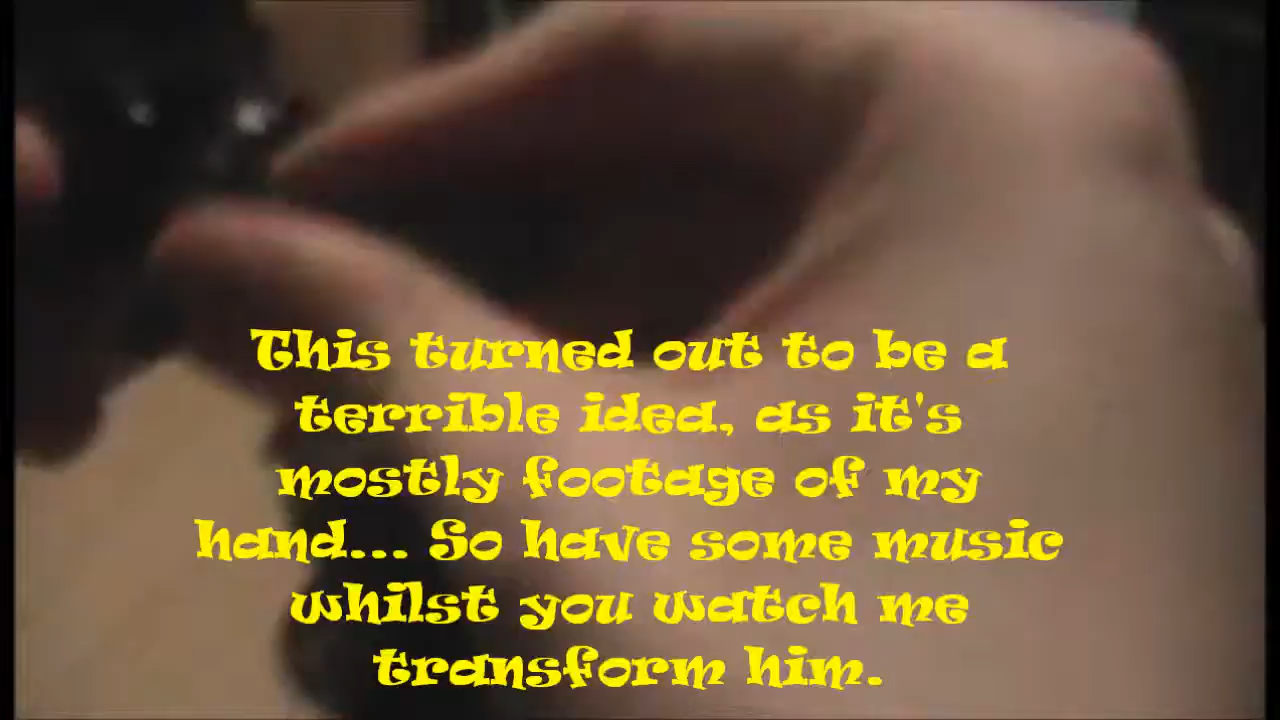 This turned out to be a
terrible idea, as it's
mostly footage of my
hand... So have some music
whilst you watch me
transform him.